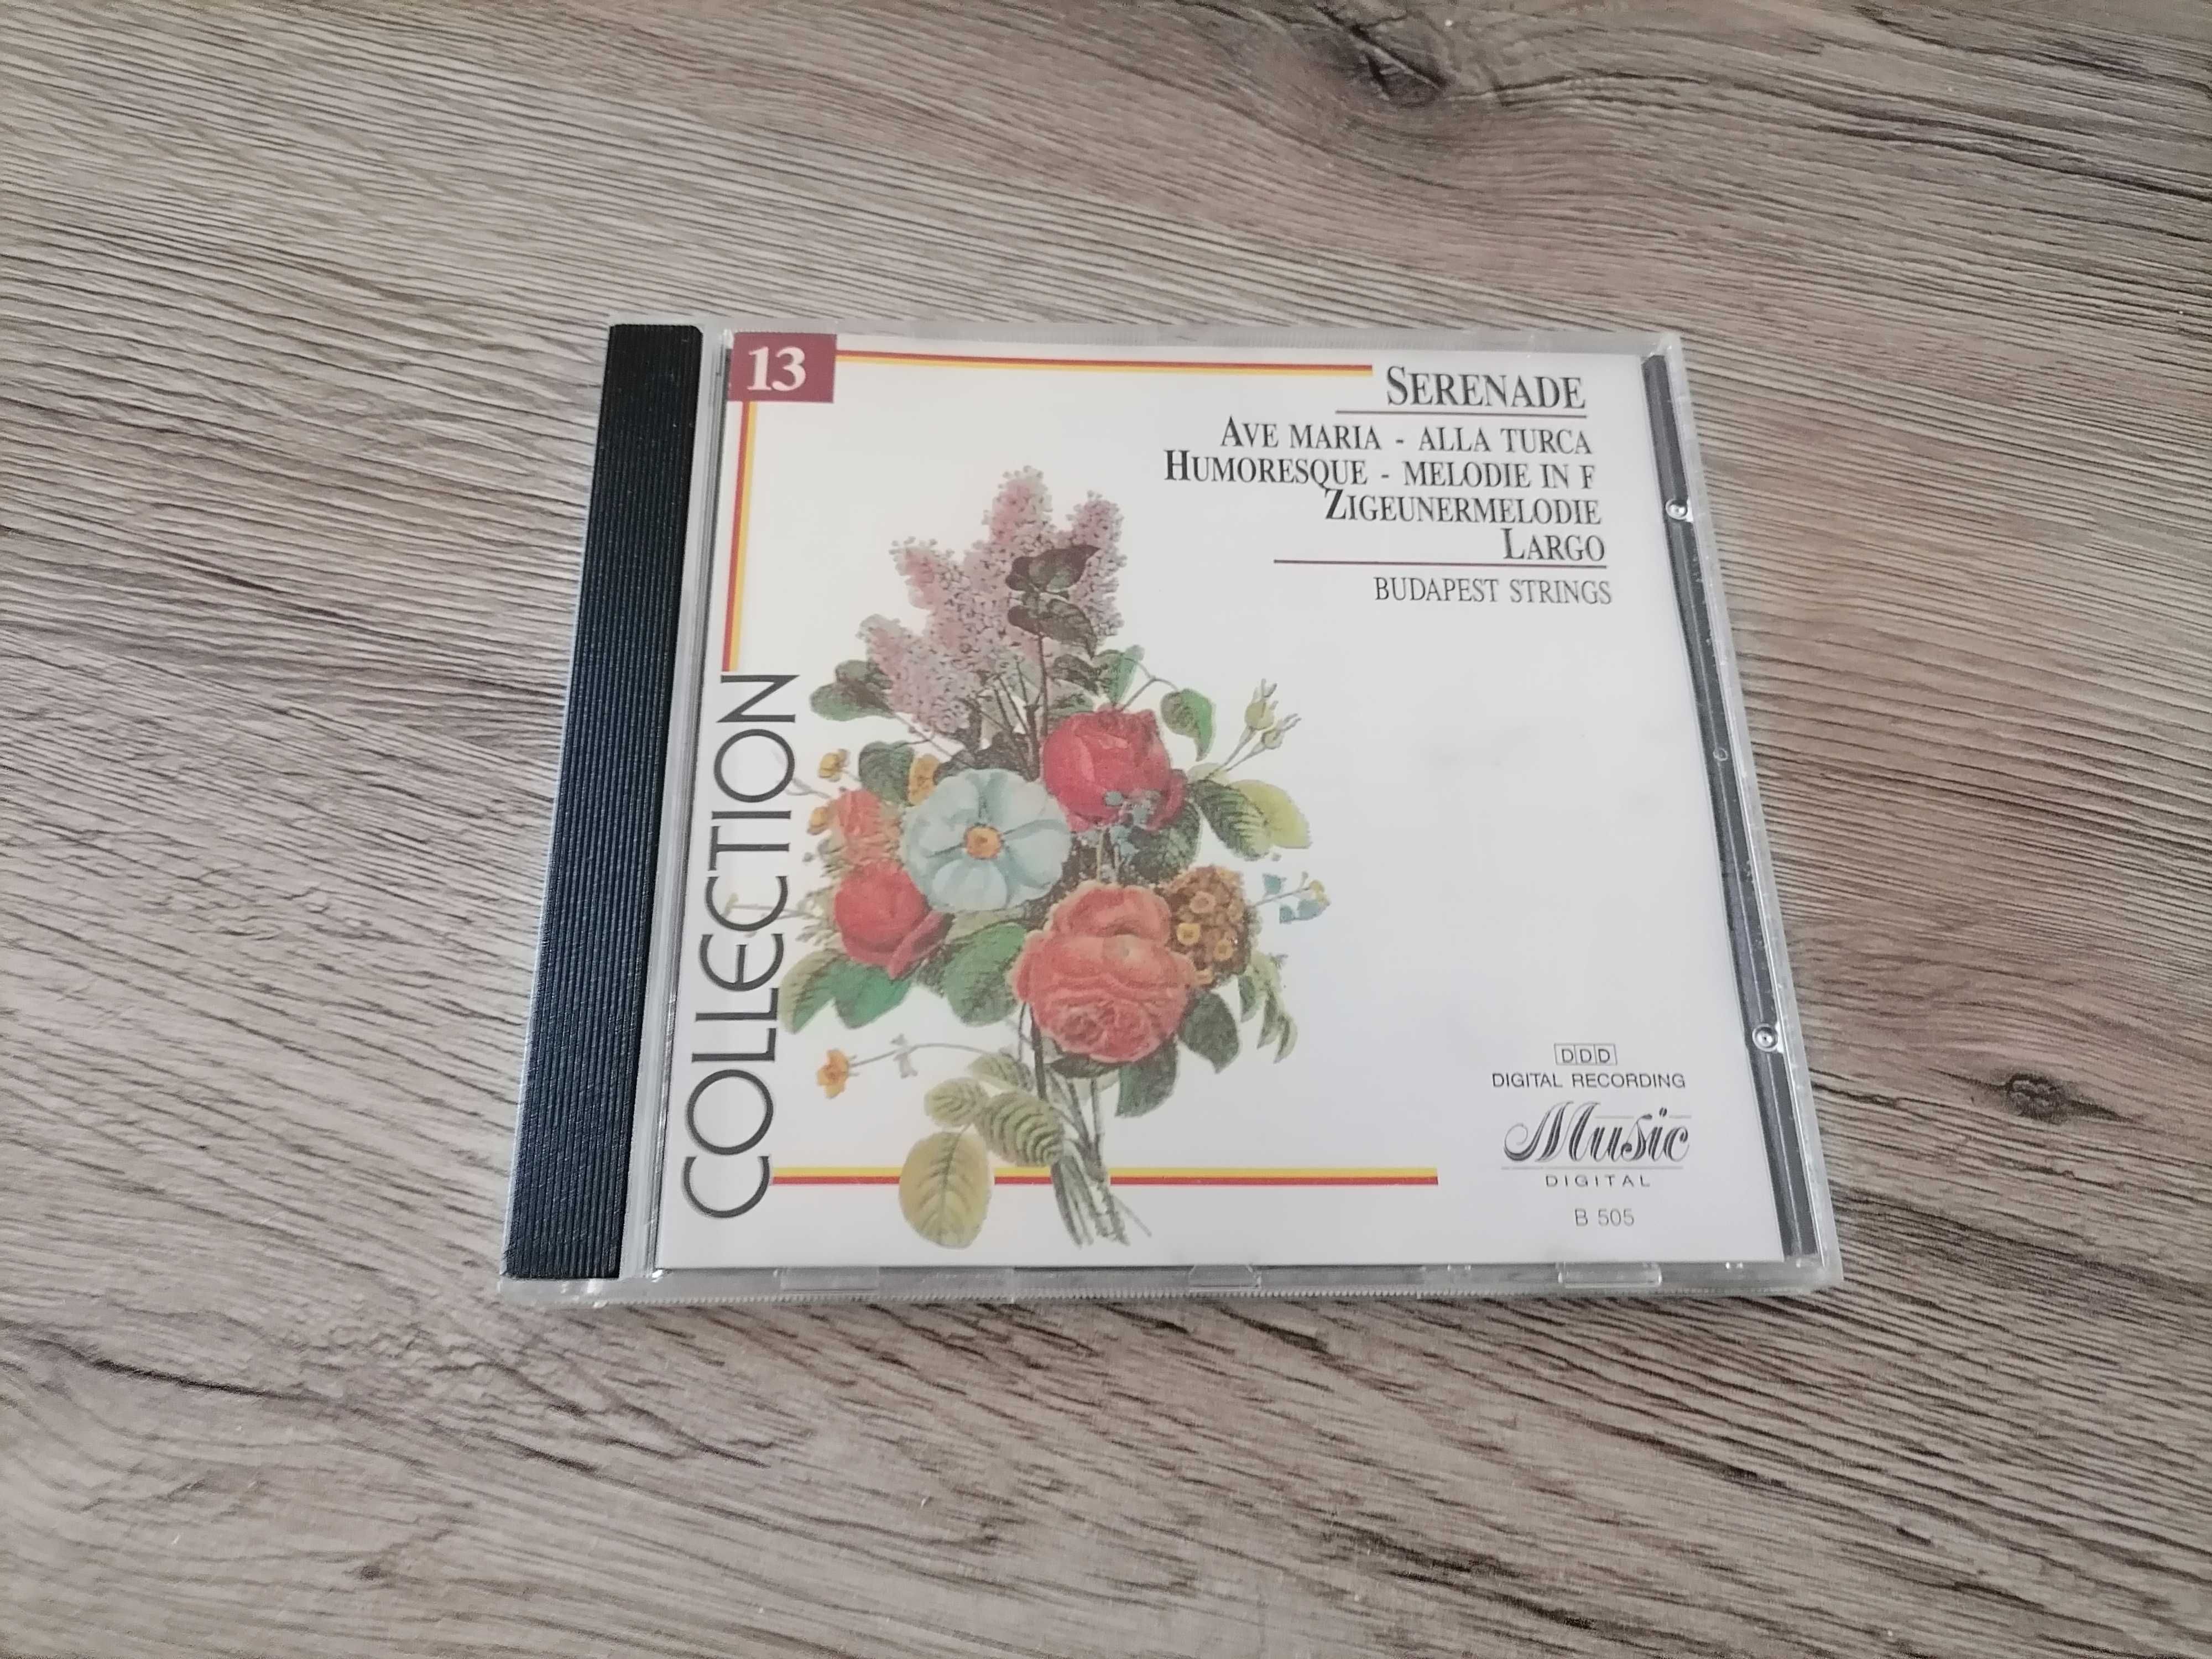 13
SERENADE
AVE MARIA - ALLA TURCA
HUMORESQUE - MELODIE IN F
ZIGEUNERMELODIE
LARGO
BUDAPEST STRINGS
COLLECTION
DDD
DIGITAL RECORDING
Music
DIGITAL
B 505